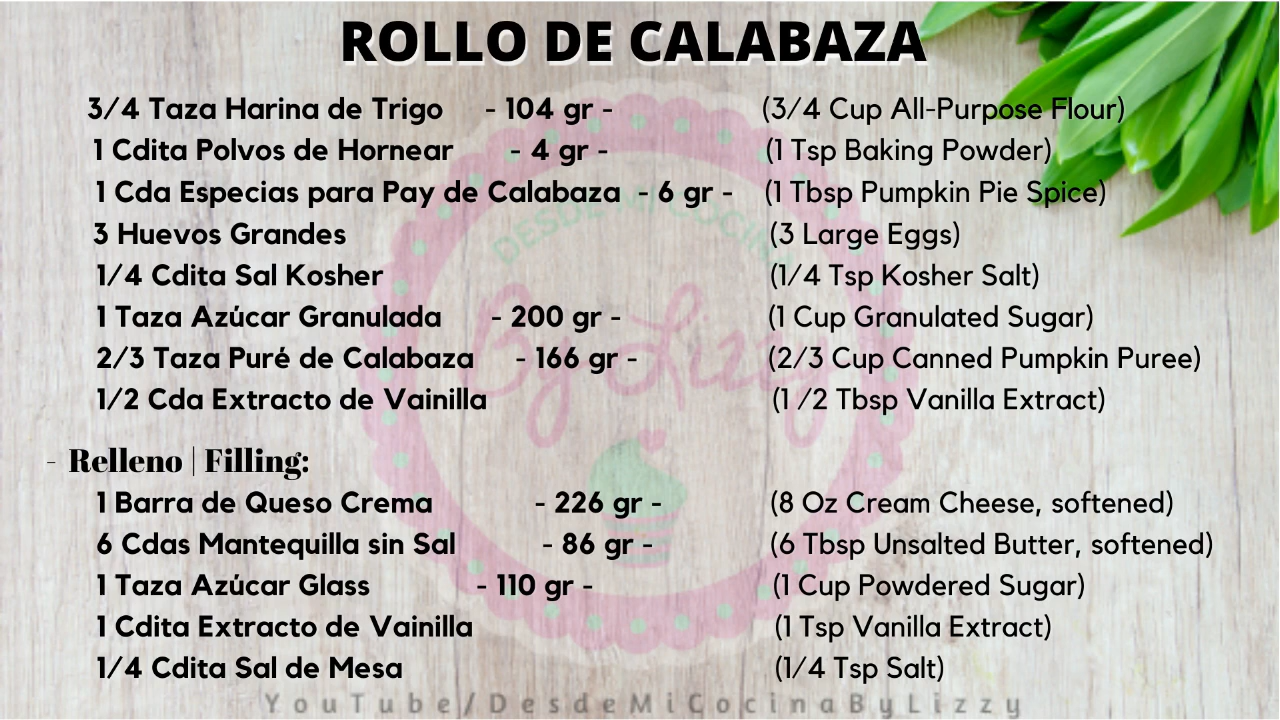 ROLLO DE CALABAZA
3/4 Taza Harina de Trigo - 104 gr - (3/4 Cup All-Purpose Flour)
1 Cdita Polvos de Hornear - 4 gr - (1 Tsp Baking Powder)
1 Cda Especias para Pay de Calabaza - 6 gr - (1 Tbsp Pumpkin Pie Spice)
3 Huevos Grandes (3 Large Eggs)
1/4 Cdita Sal Kosher (1/4 Tsp Kosher Salt)
1 Taza Azúcar Granulada - 200 gr - (1 Cup Granulated Sugar)
2/3 Taza Puré de Calabaza - 166 gr - (2/3 Cup Canned Pumpkin Puree)
1/2 Cda Extracto de Vainilla (1 /2 Tbsp Vanilla Extract)
- Relleno | Filling:
1 Barra de Queso Crema - 226 gr - (8 Oz Cream Cheese, softened)
6 Cdas Mantequilla sin Sal - 86 gr - (6 Tbsp Unsalted Butter, softened)
1 Taza Azúcar Glass - 110 gr - (1 Cup Powdered Sugar)
1 Cdita Extracto de Vainilla (1 Tsp Vanilla Extract)
1/4 Cdita Sal de Mesa (1/4 Tsp Salt)
DESDE MI COCINA
By Lizzy
YouTube/DesdeMiCocinaByLizzy